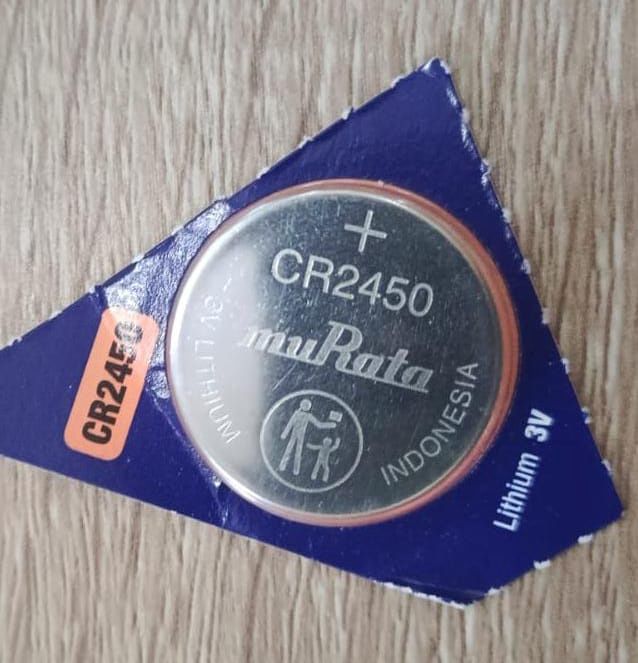 +
CR2450
muRata
3V LITHIUM
INDONESIA
CR2450
Lithium 3V